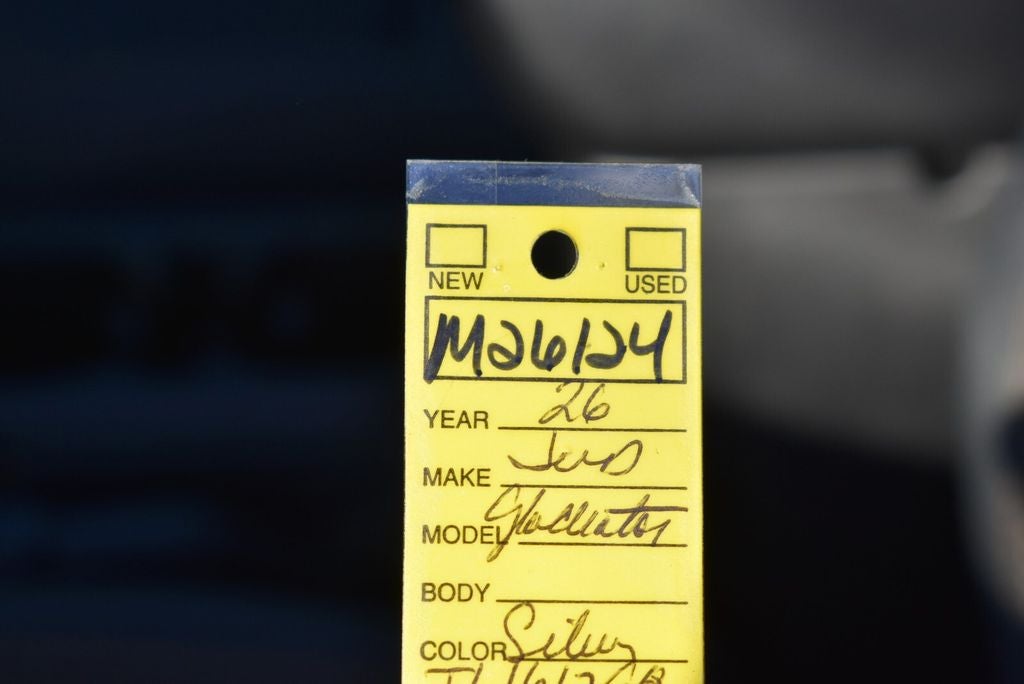 NEW USED
M26124
YEAR 26
MAKE Jeep
MODEL Gladiator
BODY
COLOR Silver